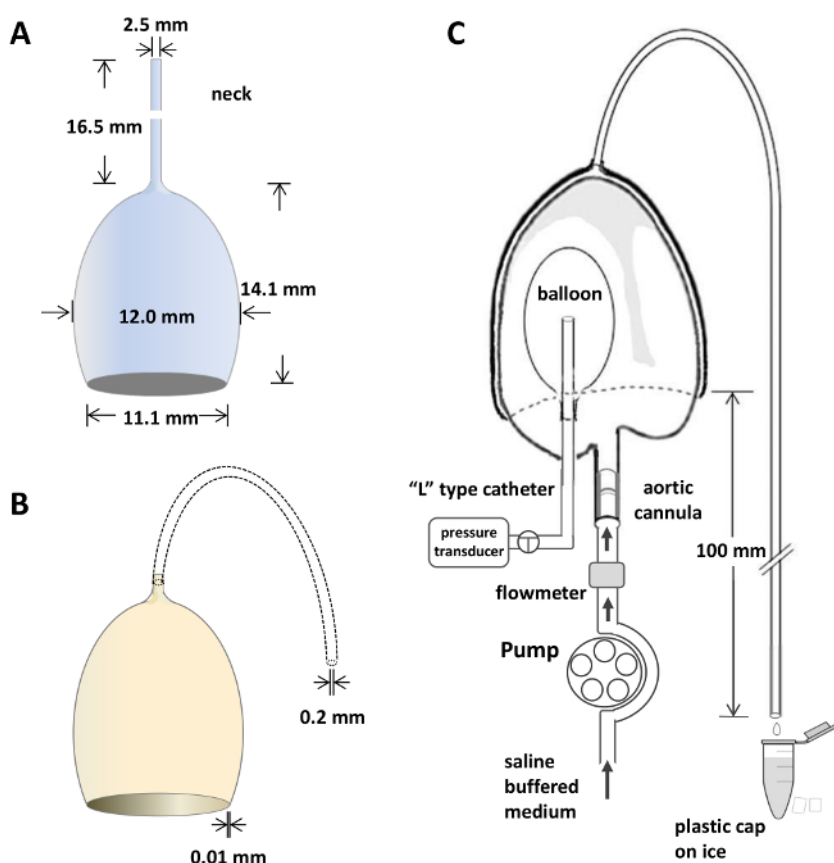 A
2.5 mm
neck
16.5 mm
14.1 mm
12.0 mm
11.1 mm
B
0.2 mm
0.01 mm
C
balloon
“L” type catheter
aortic
cannula
pressure
transducer
100 mm
flowmeter
Pump
saline
buffered
medium
plastic cap
on ice